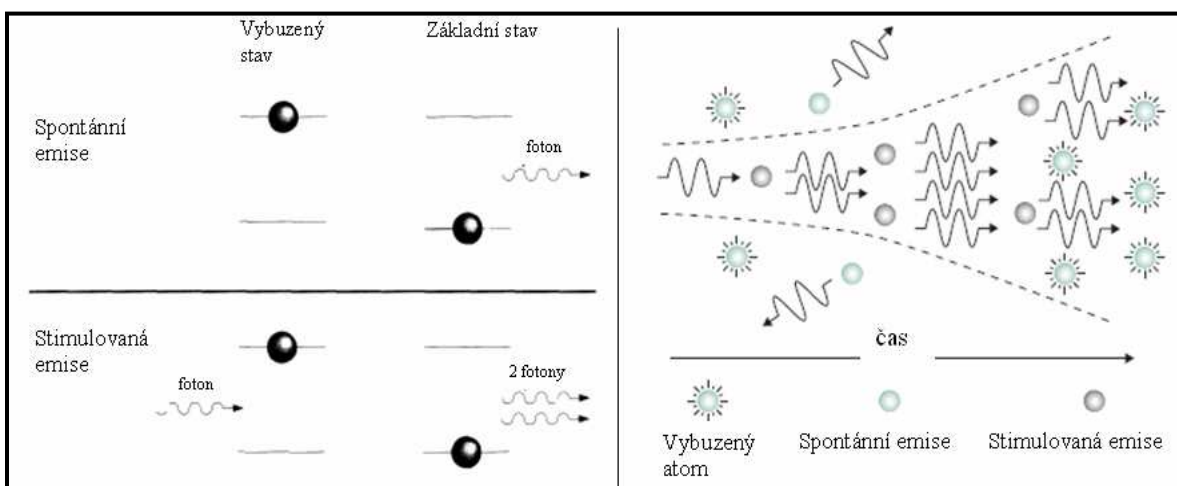 Vybuzený
stav
Základní stav
Spontánní
emise
foton
Stimulovaná
emise
foton
2 fotony
čas
Vybuzený
atom
Spontánní emise
Stimulovaná emise